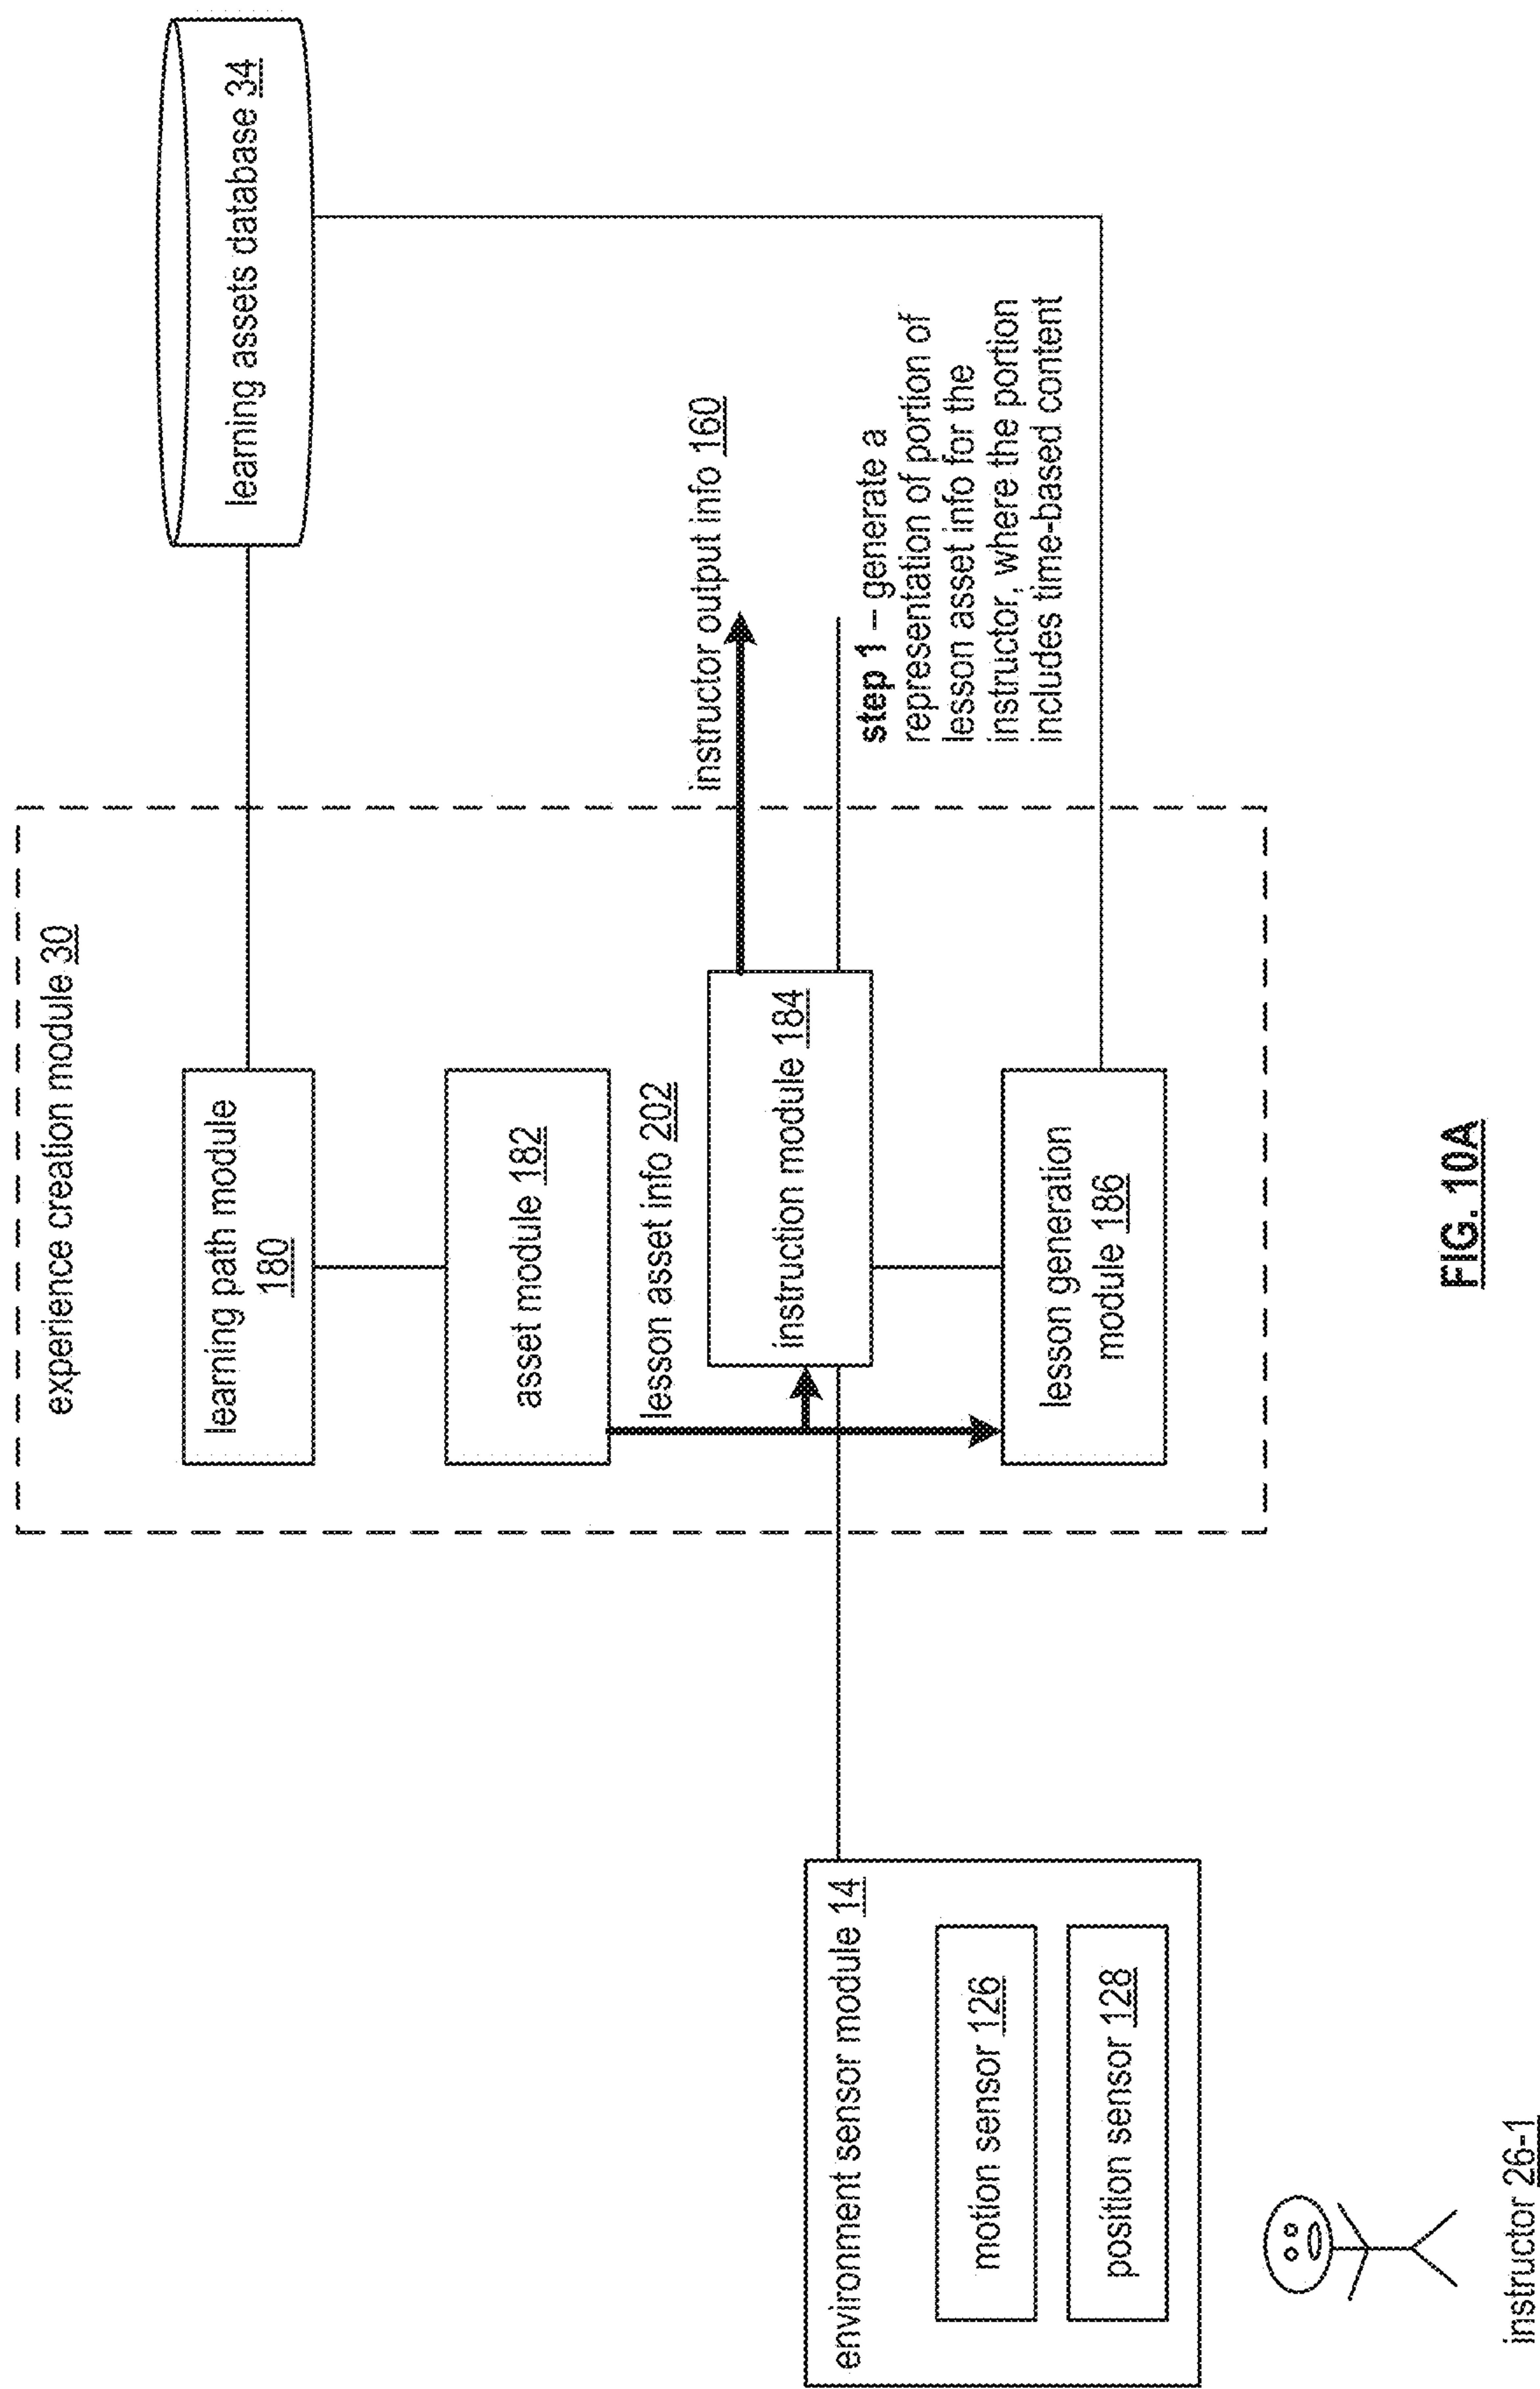 experience creation module 30
learning assets database 34
learning path module
180
asset module 182
lesson asset info 202
instructor output info 160
instruction module 184
step 1 – generate a
representation of portion of
lesson asset info for the
instructor, where the portion
includes time-based content
environment sensor module 14
motion sensor 126
position sensor 128
lesson generation
module 186
instructor 26-1
FIG. 10A